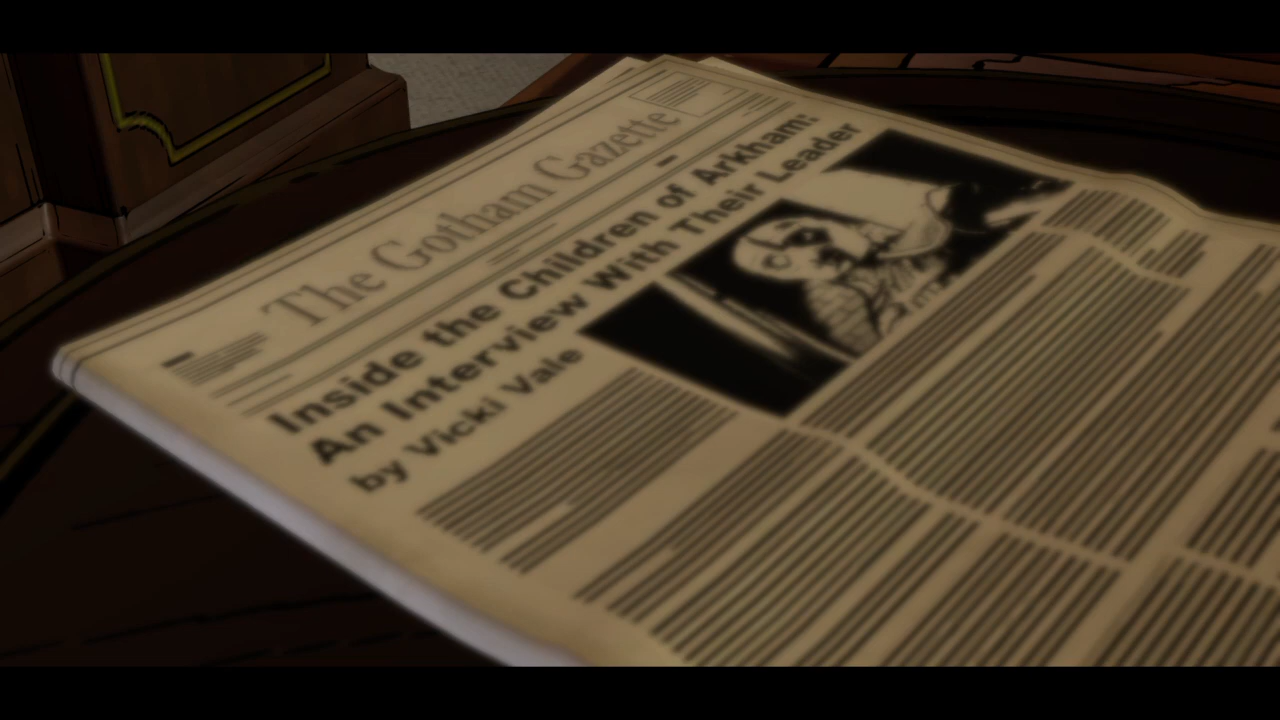 The Gotham Gazette
Inside the Children of Arkham:
An Interview With Their Leader
by Vicki Vale